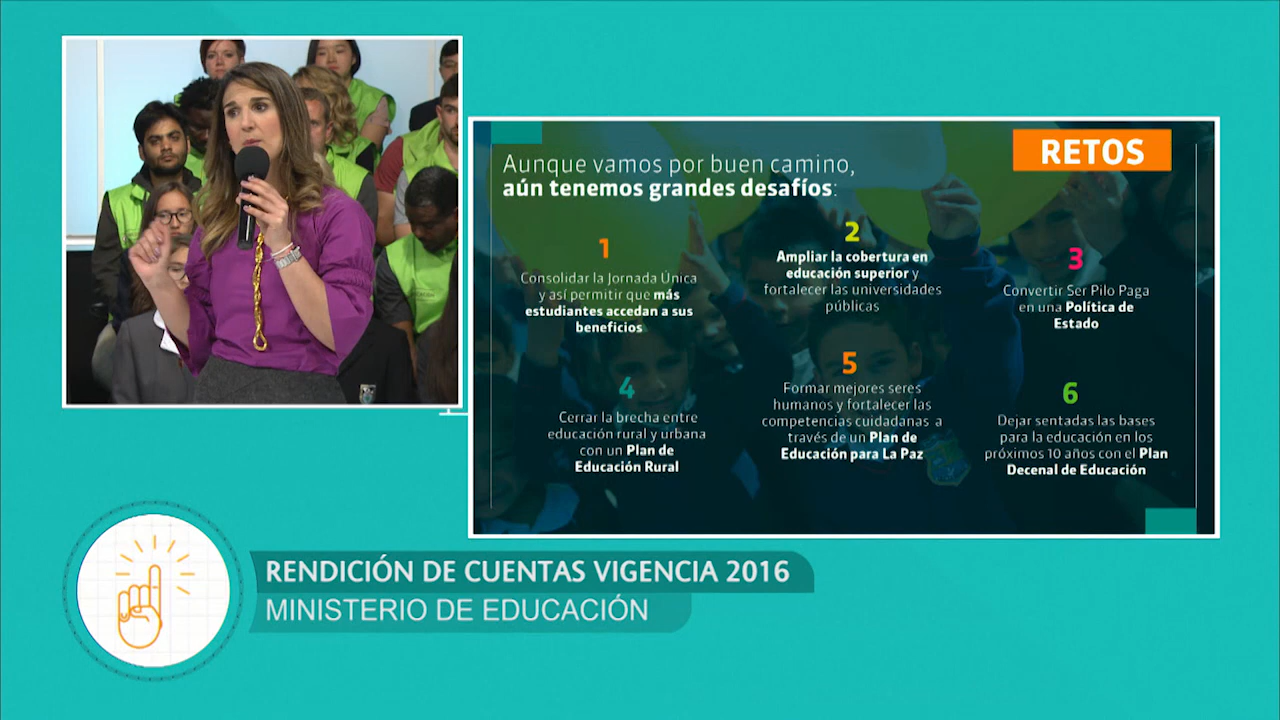 RETOS
Aunque vamos por buen camino,
aún tenemos grandes desafíos:
1
Consolidar la Jornada Única
y así permitir que más
estudiantes accedan a sus
beneficios
2
Ampliar la cobertura en
educación superior y
fortalecer las universidades
públicas
3
Convertir Ser Pilo Paga
en una Política de
Estado
4
Cerrar la brecha entre
educación rural y urbana
con un Plan de
Educación Rural
5
Formar mejores seres
humanos y fortalecer las
competencias cuidadanas a
través de un Plan de
Educación para La Paz
6
Dejar sentadas las bases
para la educación en los
próximos 10 años con el Plan
Decenal de Educación
RENDICIÓN DE CUENTAS VIGENCIA 2016
MINISTERIO DE EDUCACIÓN